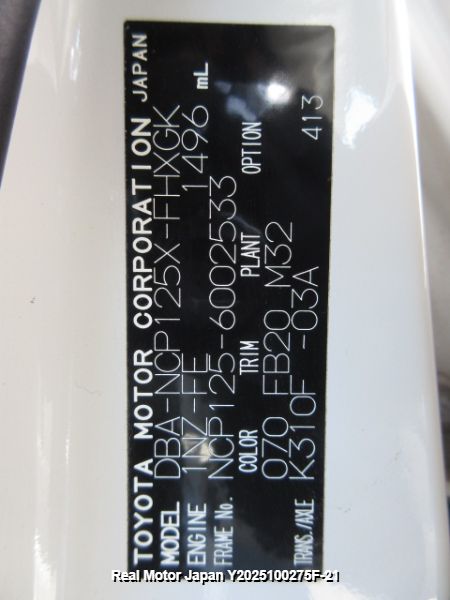 TOYOTA MOTOR CORPORATION JAPAN
MODEL DBA-NCP125X-FHXGK
ENGINE 1NZ-FE 1496 mL
FRAME No. NCP125-6002533
COLOR TRIM PLANT OPTION
070 FB20 M32 413
TRANS./AXLE K310F -03A
Real Motor Japan Y2025100275F-21